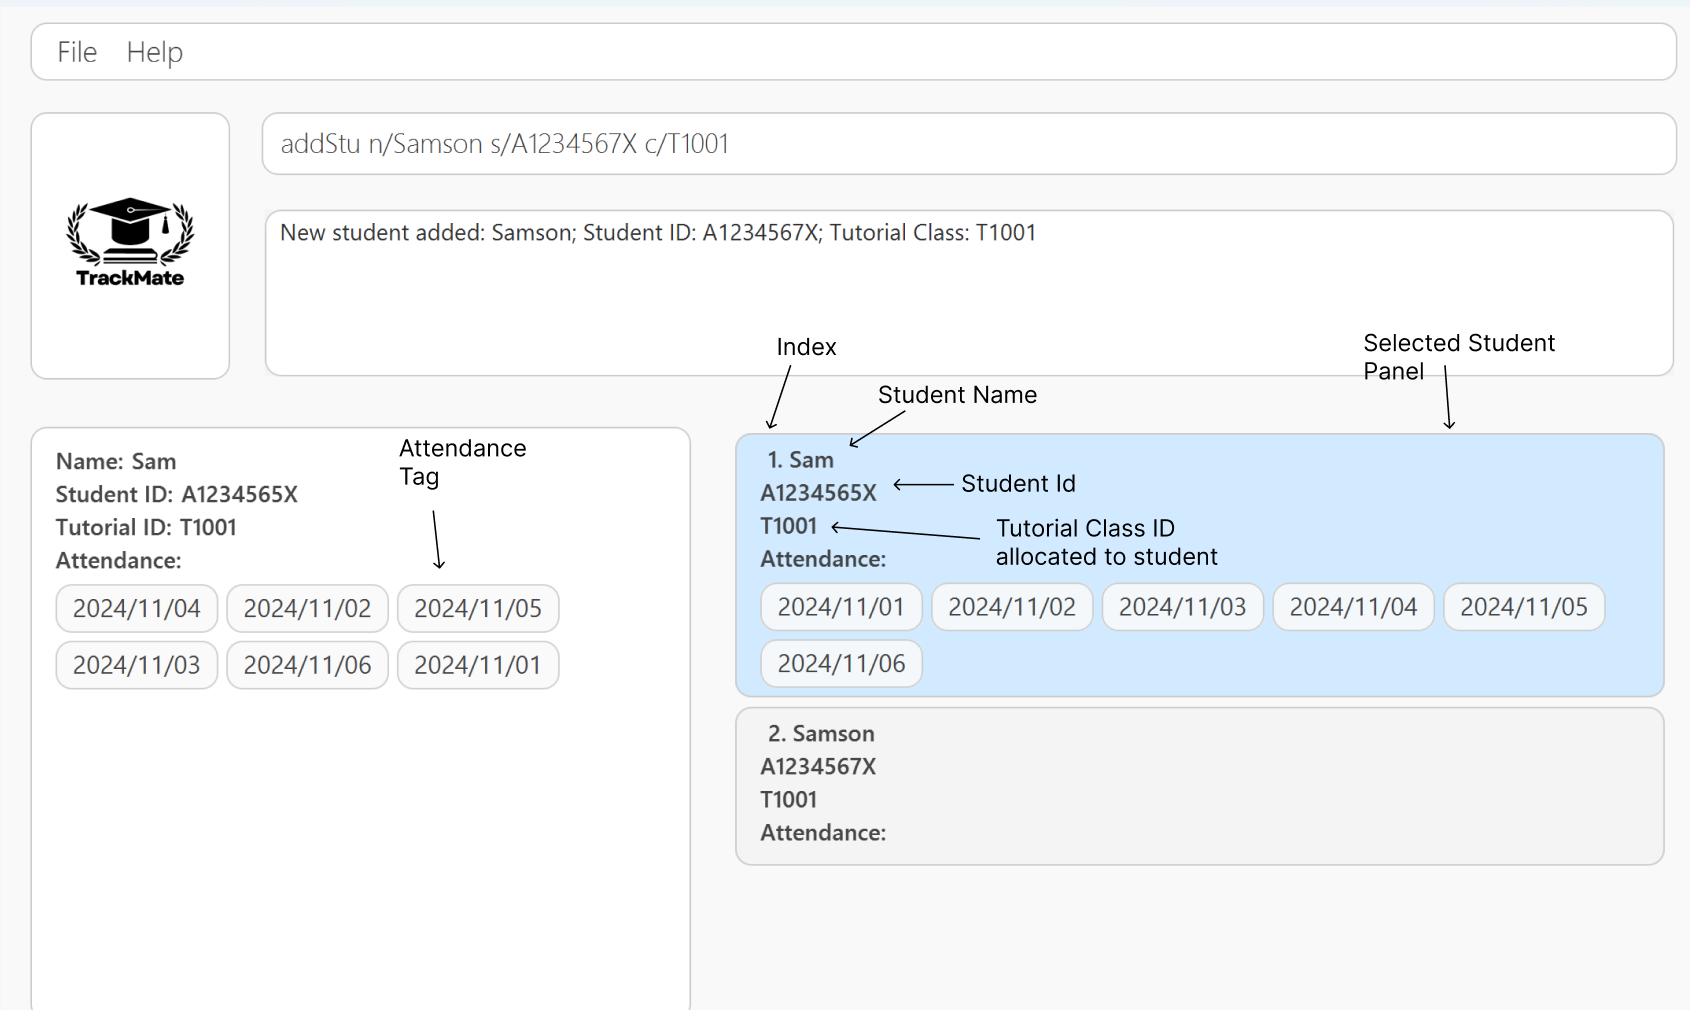 File Help
addStu n/Samson s/A1234567X c/T1001
TrackMate
New student added: Samson; Student ID: A1234567X; Tutorial Class: T1001
Index
Selected Student
Panel
Student Name
Attendance
Tag
Name: Sam
Student ID: A1234565X
Tutorial ID: T1001
Attendance:
2024/11/04 2024/11/02 2024/11/05
2024/11/03 2024/11/06 2024/11/01
1. Sam
A1234565X
Student Id
T1001
Tutorial Class ID
allocated to student
Attendance:
2024/11/01 2024/11/02 2024/11/03 2024/11/04 2024/11/05
2024/11/06
2. Samson
A1234567X
T1001
Attendance: